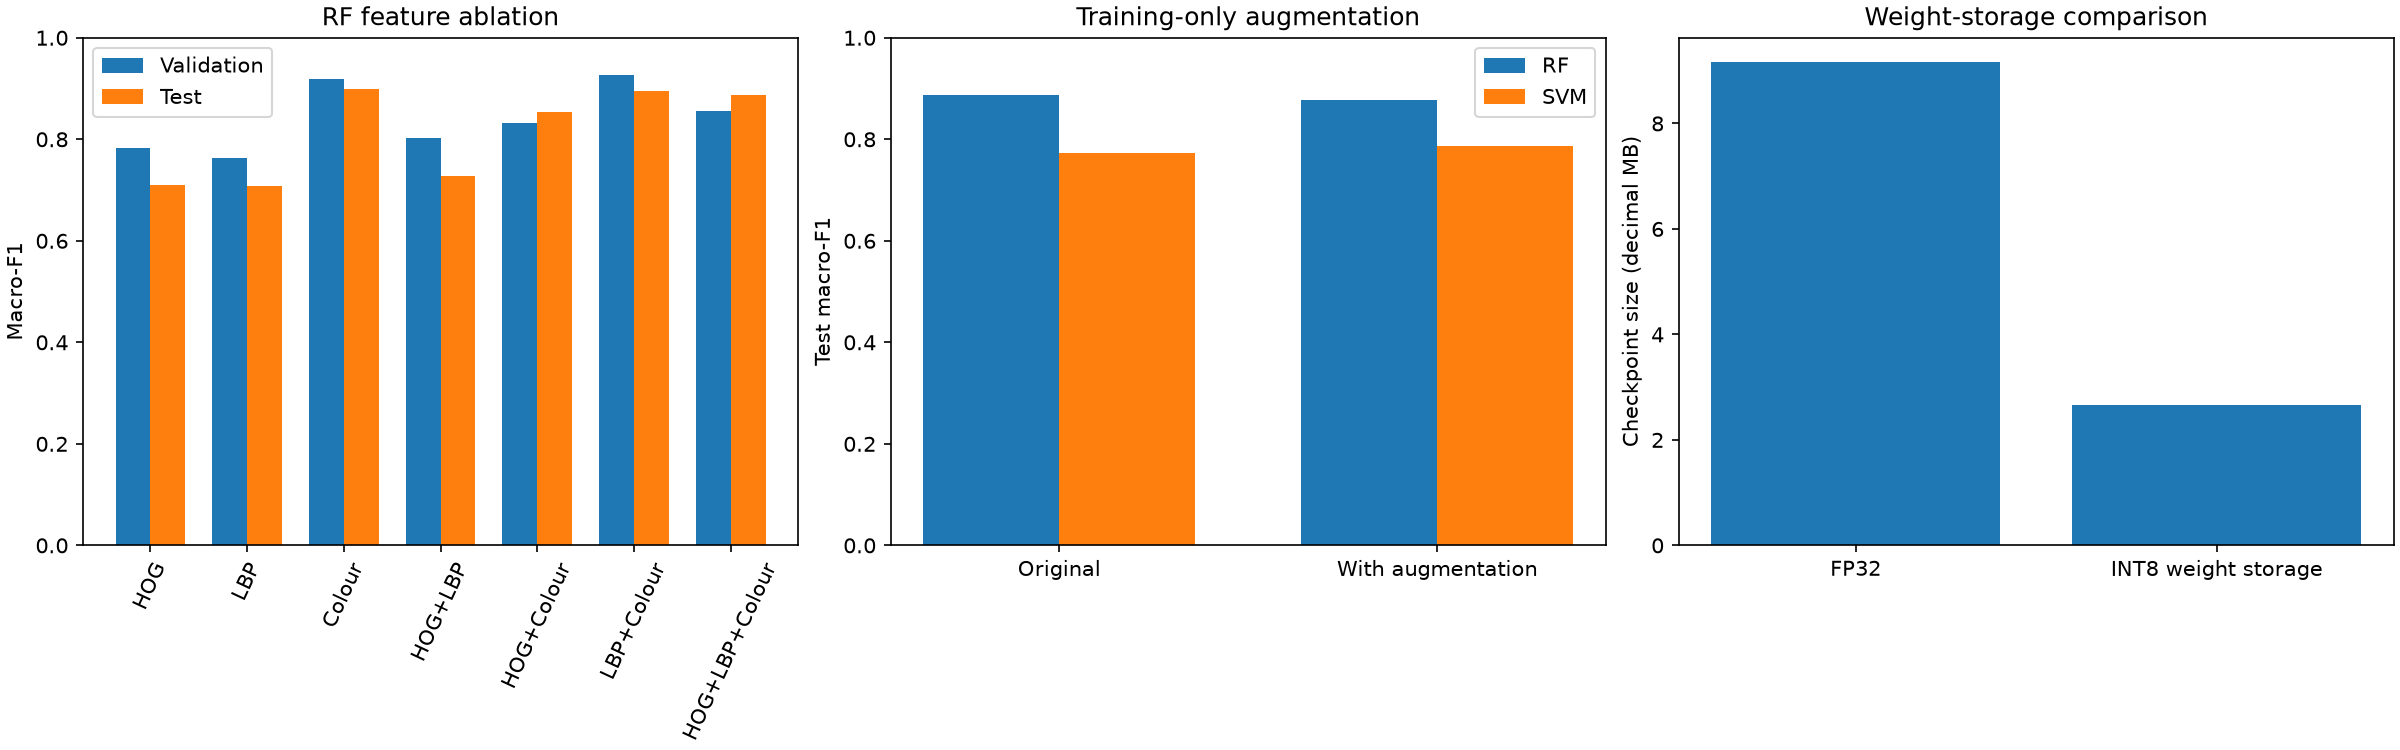 RF feature ablation
Macro-F1
1.0
0.8
0.6
0.4
0.2
0.0
Validation
Test
HOG
LBP
Colour
HOG+LBP
HOG+Colour
LBP+Colour
HOG+LBP+Colour
Training-only augmentation
Test macro-F1
1.0
0.8
0.6
0.4
0.2
0.0
RF
SVM
Original
With augmentation
Weight-storage comparison
Checkpoint size (decimal MB)
8
6
4
2
0
FP32
INT8 weight storage